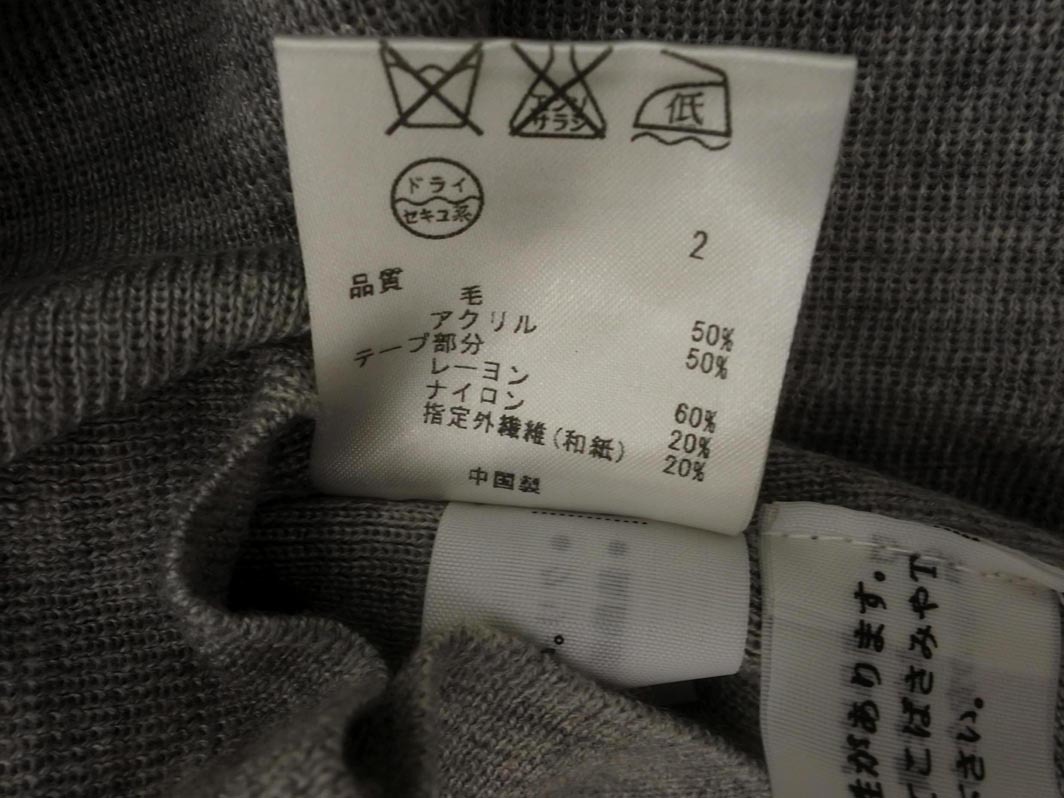 エンソ
サラシ
低
ドライ
セキユ系
2
品質
毛 50%
アクリル 50%
テープ部分
レーヨン 60%
ナイロン 20%
指定外繊維(和紙) 20%
中国製
。
があります。
こばさみやT
さい。